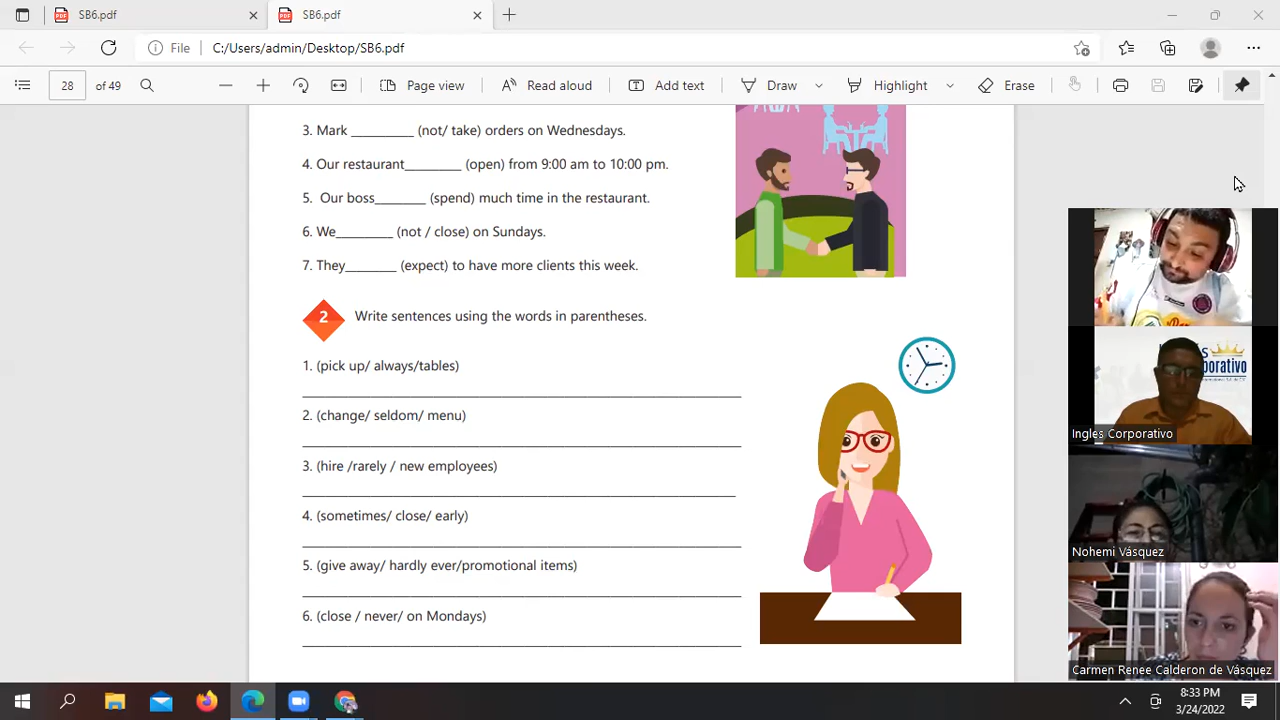 SB6.pdf
SB6.pdf
File
C:/Users/admin/Desktop/SB6.pdf
28
of 49
Page view
Read aloud
Add text
Draw
Highlight
Erase
3. Mark _________ (not/ take) orders on Wednesdays.
4. Our restaurant_________ (open) from 9:00 am to 10:00 pm.
5. Our boss________ (spend) much time in the restaurant.
6. We_________ (not / close) on Sundays.
7. They________ (expect) to have more clients this week.
2
Write sentences using the words in parentheses.
1. (pick up/ always/tables)
2. (change/ seldom/ menu)
3. (hire /rarely / new employees)
4. (sometimes/ close/ early)
5. (give away/ hardly ever/promotional items)
6. (close / never/ on Mondays)
Ingles Corporativo
Nohemi Vásquez
Carmen Renee Calderon de Vásquez
8:33 PM
3/24/2022